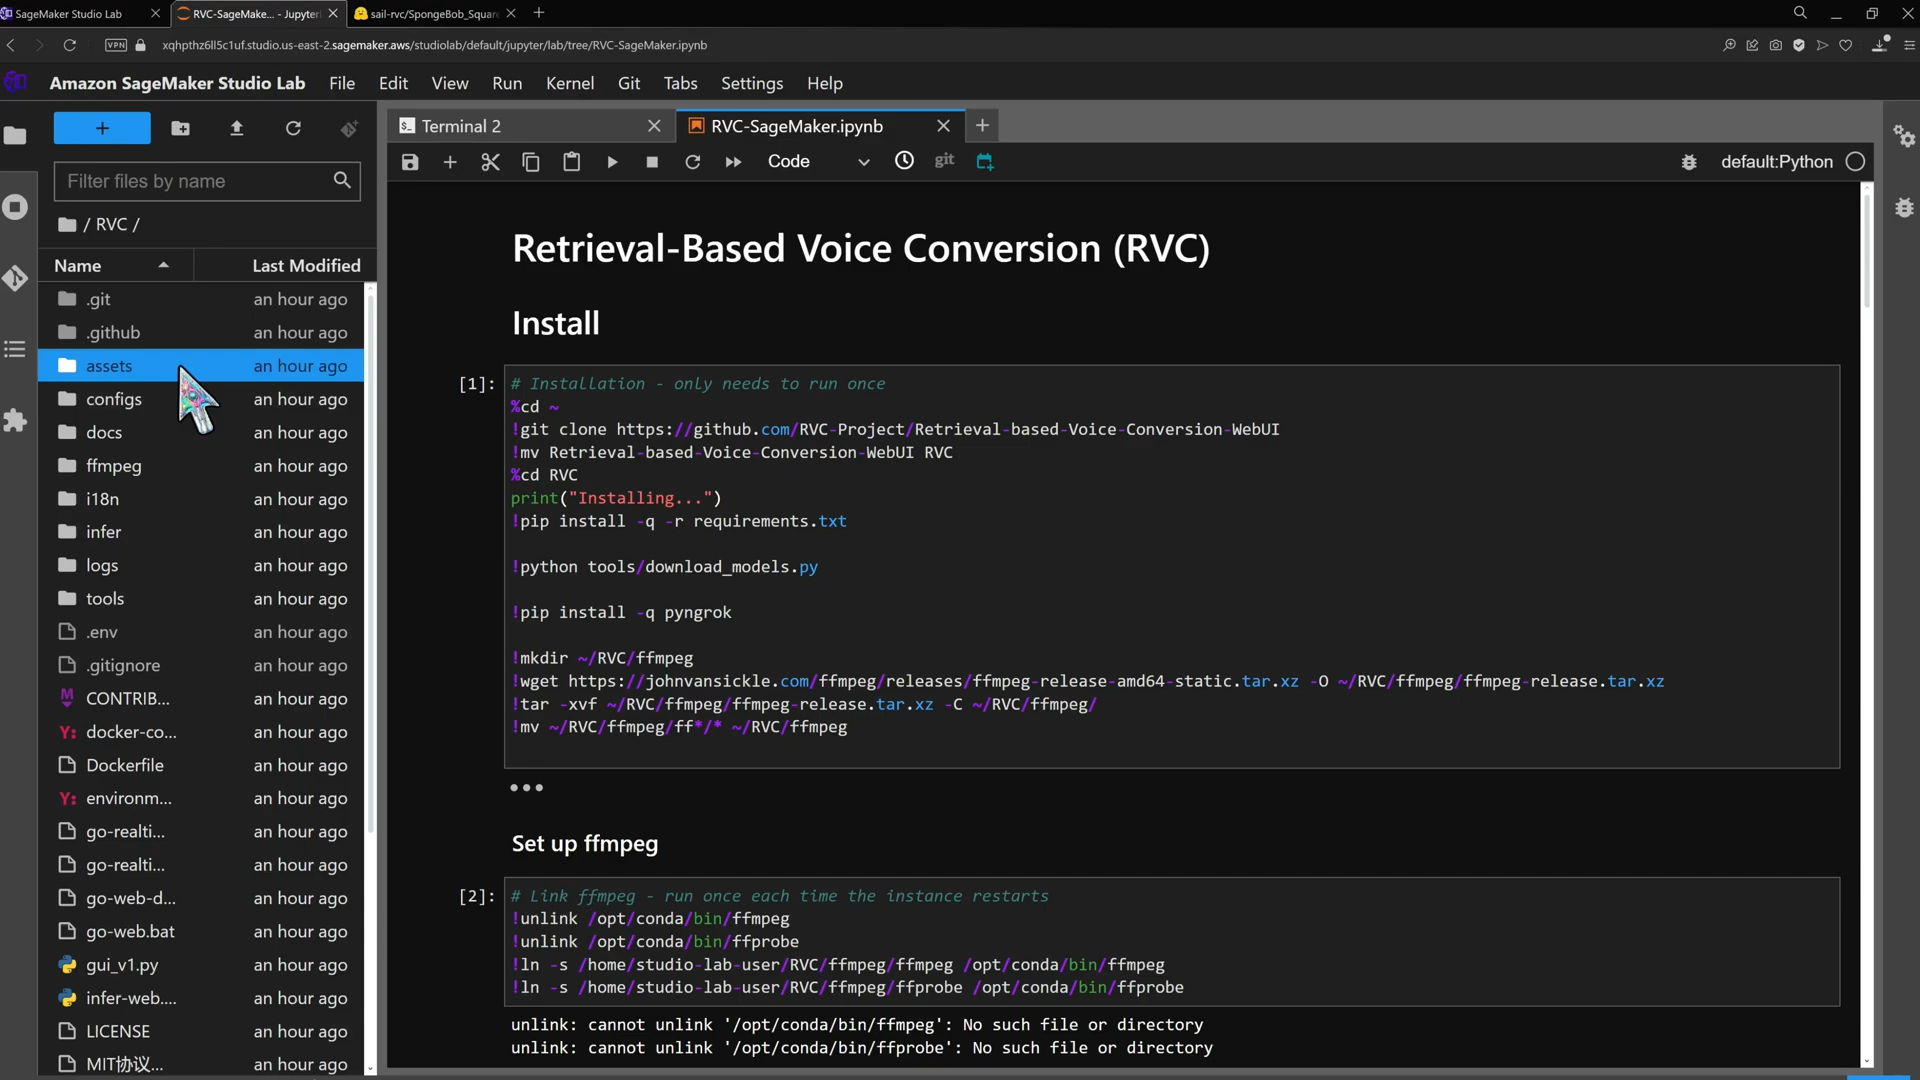 SageMaker Studio Lab
RVC-SageMake... - Jupyter
sail-rvc/SpongeBob_Squar
VPN
xqhpthz6ll5c1uf.studio.us-east-2.sagemaker.aws/studiolab/default/jupyter/lab/tree/RVC-SageMaker.ipynb
Amazon SageMaker Studio Lab
File
Edit
View
Run
Kernel
Git
Tabs
Settings
Help
Filter files by name
/ RVC /
Name
Last Modified
.git an hour ago
.github an hour ago
assets an hour ago
configs an hour ago
docs an hour ago
ffmpeg an hour ago
i18n an hour ago
infer an hour ago
logs an hour ago
tools an hour ago
.env an hour ago
.gitignore an hour ago
CONTRIB... an hour ago
docker-co... an hour ago
Dockerfile an hour ago
environm... an hour ago
go-realti... an hour ago
go-realti... an hour ago
go-web-d... an hour ago
go-web.bat an hour ago
gui_v1.py an hour ago
infer-web.... an hour ago
LICENSE an hour ago
MIT协议... an hour ago
Terminal 2
RVC-SageMaker.ipynb
Code
git
default:Python
Retrieval-Based Voice Conversion (RVC)
Install
[1]:
# Installation - only needs to run once
%cd ~
!git clone https://github.com/RVC-Project/Retrieval-based-Voice-Conversion-WebUI
!mv Retrieval-based-Voice-Conversion-WebUI RVC
%cd RVC
print("Installing...")
!pip install -q -r requirements.txt
!python tools/download_models.py
!pip install -q pyngrok
!mkdir ~/RVC/ffmpeg
!wget https://johnvansickle.com/ffmpeg/releases/ffmpeg-release-amd64-static.tar.xz -O ~/RVC/ffmpeg/ffmpeg-release.tar.xz
!tar -xvf ~/RVC/ffmpeg/ffmpeg-release.tar.xz -C ~/RVC/ffmpeg/
!mv ~/RVC/ffmpeg/ff*/* ~/RVC/ffmpeg
Set up ffmpeg
[2]:
# Link ffmpeg - run once each time the instance restarts
!unlink /opt/conda/bin/ffmpeg
!unlink /opt/conda/bin/ffprobe
!ln -s /home/studio-lab-user/RVC/ffmpeg/ffmpeg /opt/conda/bin/ffmpeg
!ln -s /home/studio-lab-user/RVC/ffmpeg/ffprobe /opt/conda/bin/ffprobe
unlink: cannot unlink '/opt/conda/bin/ffmpeg': No such file or directory
unlink: cannot unlink '/opt/conda/bin/ffprobe': No such file or directory